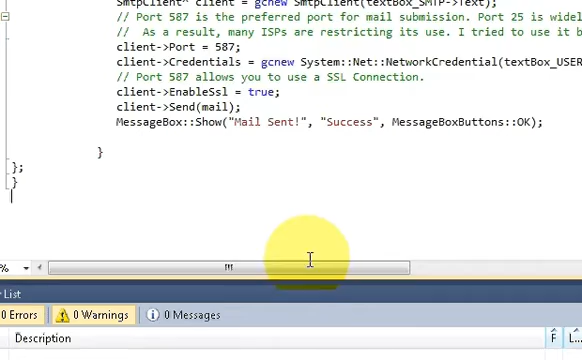 SmtpClient^ client = gcnew SmtpClient(textBox_SMTP->Text);
// Port 587 is the preferred port for mail submission. Port 25 is widel
// As a result, many ISPs are restricting its use. I tried to use it b
client->Port = 587;
client->Credentials = gcnew System::Net::NetworkCredential(textBox_USER
// Port 587 allows you to use a SSL Connection.
client->EnableSsl = true;
client->Send(mail);
MessageBox::Show("Mail Sent!", "Success", MessageBoxButtons::OK);
}
};
}
%
r List
0 Errors 0 Warnings 0 Messages
Description F L...